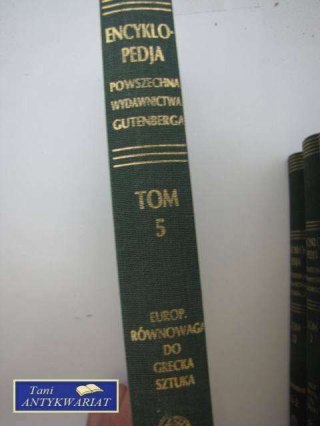 ENCYKLO-
PEDJA
POWSZECHNA
WYDAWNICTWA
GUTENBERGA
TOM
5
EUROP.
RÓWNOWAGA
DO
GRECKA
SZTUKA
Tani
ANTYKWARIAT